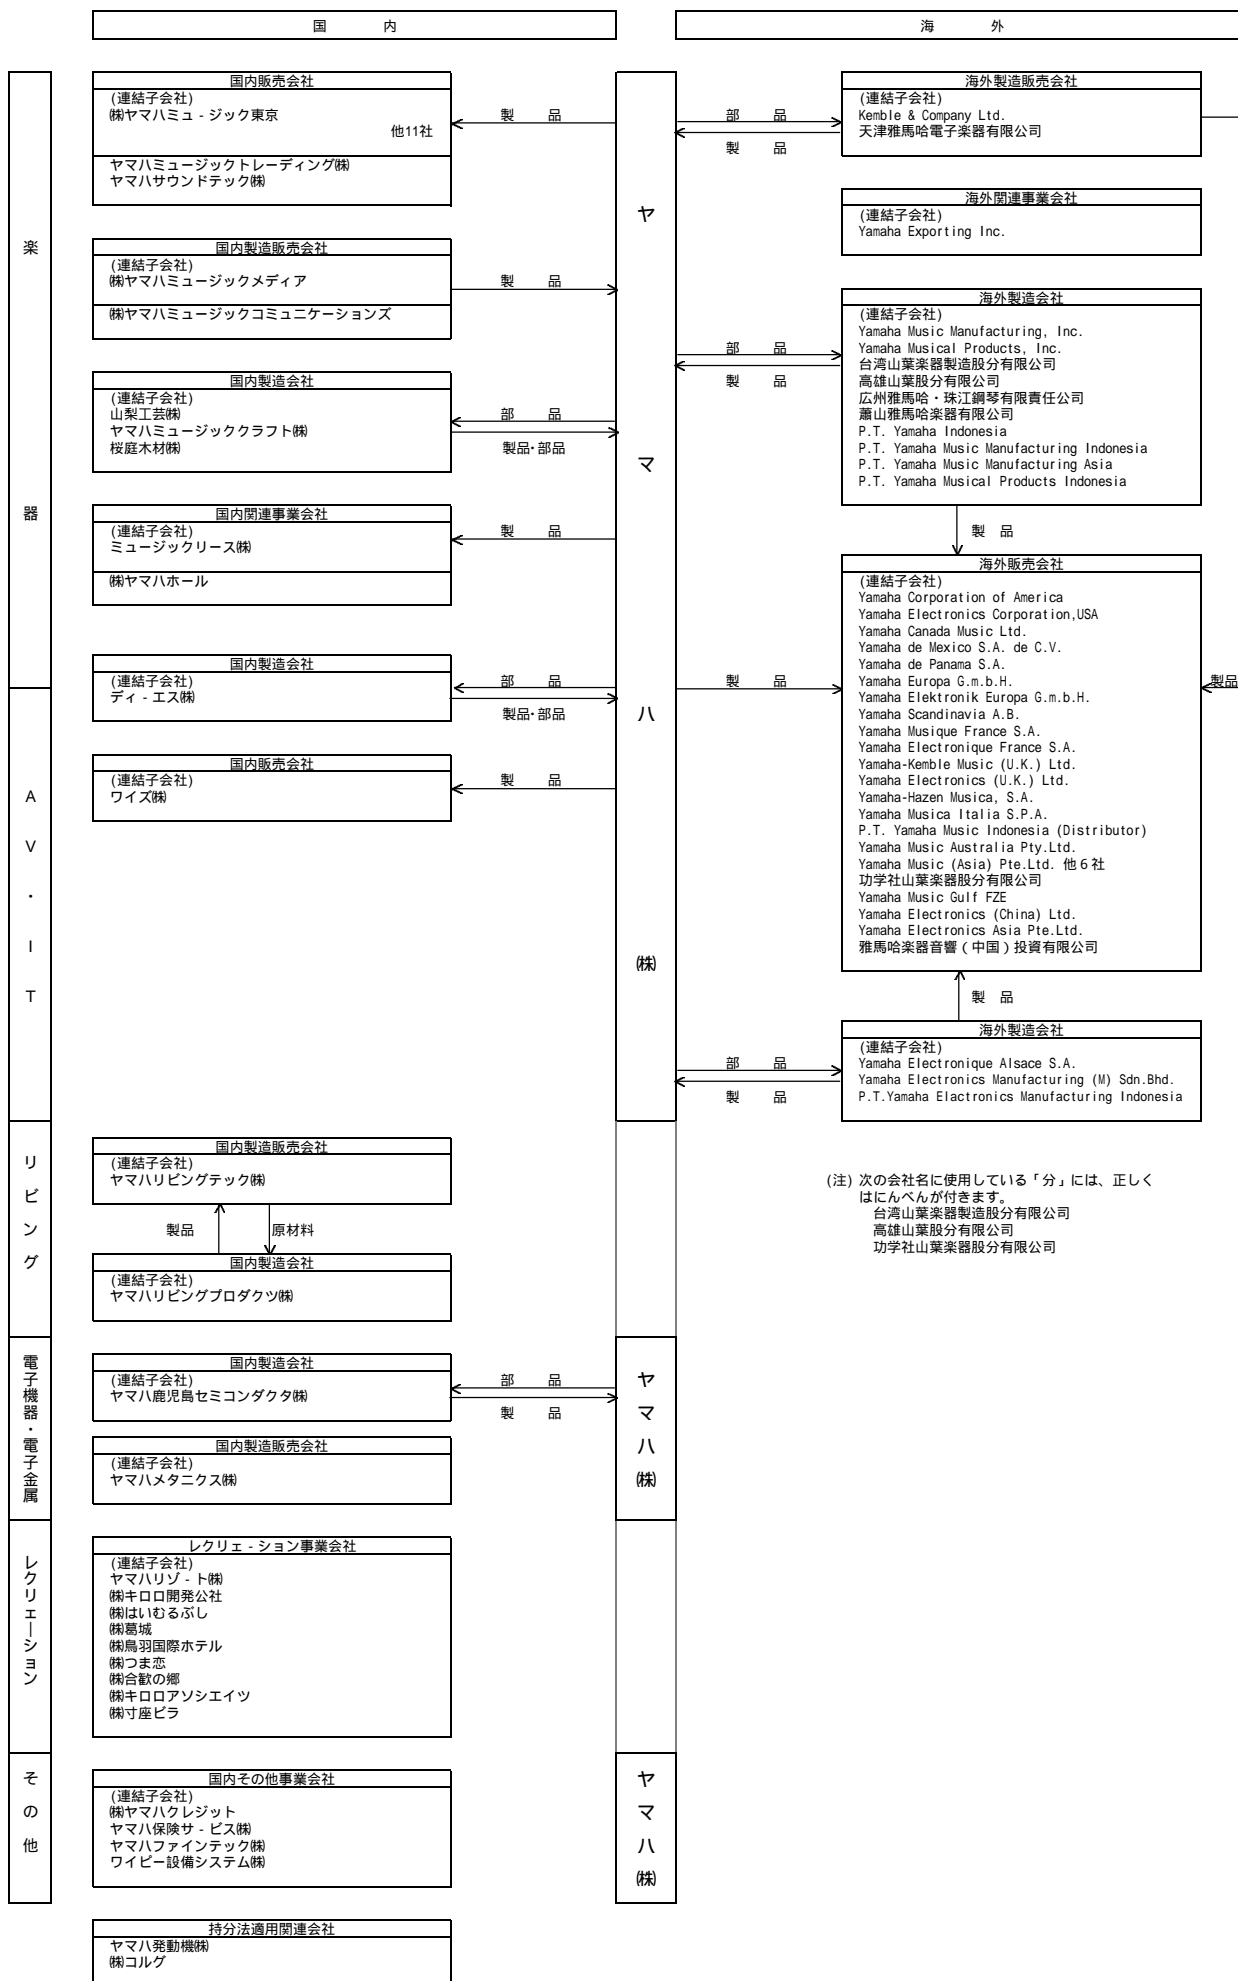 国　　内
海　　外
楽
器
国内販売会社
(連結子会社)
㈱ヤマハミュ‐ジック東京
他11社
ヤマハミュージックトレーディング㈱
ヤマハサウンドテック㈱
製　品
国内製造販売会社
(連結子会社)
㈱ヤマハミュージックメディア
㈱ヤマハミュージックコミュニケーションズ
製　品
国内製造会社
(連結子会社)
山梨工芸㈱
ヤマハミュージッククラフト㈱
桜庭木材㈱
部　品
製品・部品
国内関連事業会社
(連結子会社)
ミュージックリース㈱
㈱ヤマハホール
製　品
国内製造会社
(連結子会社)
ディ‐エス㈱
部　品
製品・部品
AV・IT
国内販売会社
(連結子会社)
ワイズ㈱
製　品
ヤマハ㈱
部　品
製　品
海外製造販売会社
(連結子会社)
Kemble & Company Ltd.
天津雅馬哈電子楽器有限公司
海外関連事業会社
(連結子会社)
Yamaha Exporting Inc.
部　品
製　品
海外製造会社
(連結子会社)
Yamaha Music Manufacturing, Inc.
Yamaha Musical Products, Inc.
台湾山葉楽器製造股分有限公司
高雄山葉股分有限公司
広州雅馬哈・珠江鋼琴有限責任公司
蕭山雅馬哈楽器有限公司
P.T. Yamaha Indonesia
P.T. Yamaha Music Manufacturing Indonesia
P.T. Yamaha Music Manufacturing Asia
P.T. Yamaha Musical Products Indonesia
製　品
製　品
海外販売会社
(連結子会社)
Yamaha Corporation of America
Yamaha Electronics Corporation,USA
Yamaha Canada Music Ltd.
Yamaha de Mexico S.A. de C.V.
Yamaha de Panama S.A.
Yamaha Europa G.m.b.H.
Yamaha Elektronik Europa G.m.b.H.
Yamaha Scandinavia A.B.
Yamaha Musique France S.A.
Yamaha Electronique France S.A.
Yamaha-Kemble Music (U.K.) Ltd.
Yamaha Electronics (U.K.) Ltd.
Yamaha-Hazen Musica, S.A.
Yamaha Musica Italia S.P.A.
P.T. Yamaha Music Indonesia (Distributor)
Yamaha Music Australia Pty.Ltd.
Yamaha Music (Asia) Pte.Ltd. 他6社
功学社山葉楽器股分有限公司
Yamaha Music Gulf FZE
Yamaha Electronics (China) Ltd.
Yamaha Electronics Asia Pte.Ltd.
雅馬哈楽器音響（中国）投資有限公司
製品
製　品
部　品
製　品
海外製造会社
(連結子会社)
Yamaha Electronique Alsace S.A.
Yamaha Electronics Manufacturing (M) Sdn.Bhd.
P.T.Yamaha Elactronics Manufacturing Indonesia
(注) 次の会社名に使用している「分」には、正しく
はにんべんが付きます。
台湾山葉楽器製造股分有限公司
高雄山葉股分有限公司
功学社山葉楽器股分有限公司
リビング
国内製造販売会社
(連結子会社)
ヤマハリビングテック㈱
製品
原材料
国内製造会社
(連結子会社)
ヤマハリビングプロダクツ㈱
電子機器・電子金属
国内製造会社
(連結子会社)
ヤマハ鹿児島セミコンダクタ㈱
部　品
製　品
ヤマハ㈱
国内製造販売会社
(連結子会社)
ヤマハメタニクス㈱
レクリェーション
レクリェ‐ション事業会社
(連結子会社)
ヤマハリゾ‐ト㈱
㈱キロロ開発公社
㈱はいむるぶし
㈱葛城
㈱鳥羽国際ホテル
㈱つま恋
㈱合歓の郷
㈱キロロアソシエイツ
㈱寸座ビラ
その他
国内その他事業会社
(連結子会社)
㈱ヤマハクレジット
ヤマハ保険サ‐ビス㈱
ヤマハファインテック㈱
ワイピー設備システム㈱
ヤマハ㈱
持分法適用関連会社
ヤマハ発動機㈱
㈱コルグ